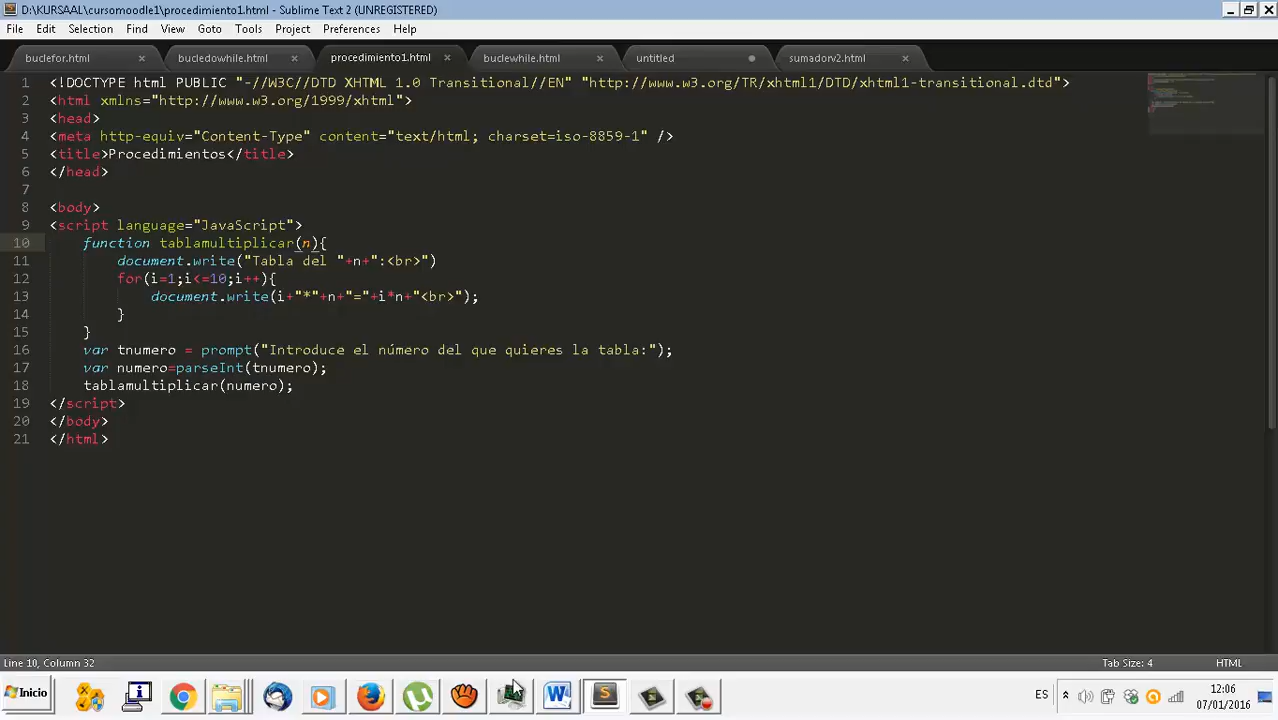 D:\KURSAAL\cursomoodle1\procedimiento1.html - Sublime Text 2 (UNREGISTERED)
File Edit Selection Find View Goto Tools Project Preferences Help
buclefor.html bucledowhile.html procedimiento1.html buclewhile.html untitled sumadorv2.html
1 <!DOCTYPE html PUBLIC "-//W3C//DTD XHTML 1.0 Transitional//EN" "http://www.w3.org/TR/xhtml1/DTD/xhtml1-transitional.dtd">
2 <html xmlns="http://www.w3.org/1999/xhtml">
3 <head>
4 <meta http-equiv="Content-Type" content="text/html; charset=iso-8859-1" />
5 <title>Procedimientos</title>
6 </head>
7
8 <body>
9 <script language="JavaScript">
10 function tablamultiplicar(n){
11 document.write("Tabla del "+n+":<br>")
12 for(i=1;i<=10;i++){
13 document.write(i+"*"+n+"="+i*n+"<br>");
14 }
15 }
16 var tnumero = prompt("Introduce el número del que quieres la tabla:");
17 var numero=parseInt(tnumero);
18 tablamultiplicar(numero);
19 </script>
20 </body>
21 </html>
Line 10, Column 32 Tab Size: 4 HTML
Inicio ES 12:06
07/01/2016